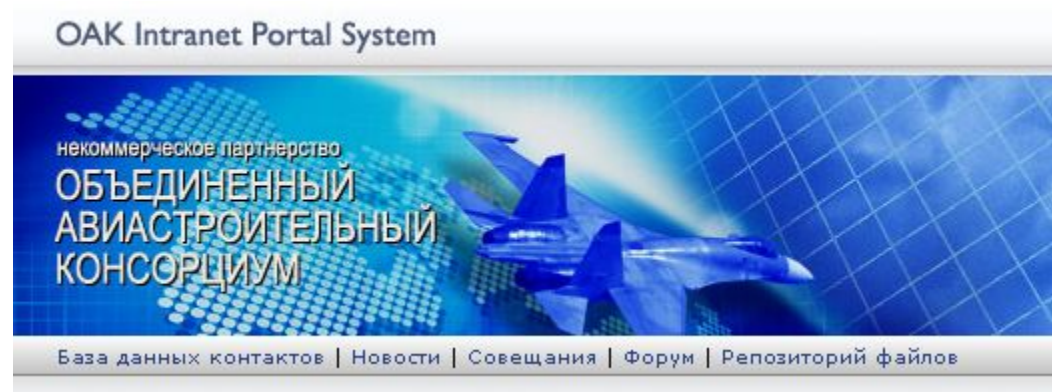 OAK Intranet Portal System
некоммерческое партнерство
ОБЪЕДИНЕННЫЙ
АВИАСТРОИТЕЛЬНЫЙ
КОНСОРЦИУМ
База данных контактов | Новости | Совещания | Форум | Репозиторий файлов